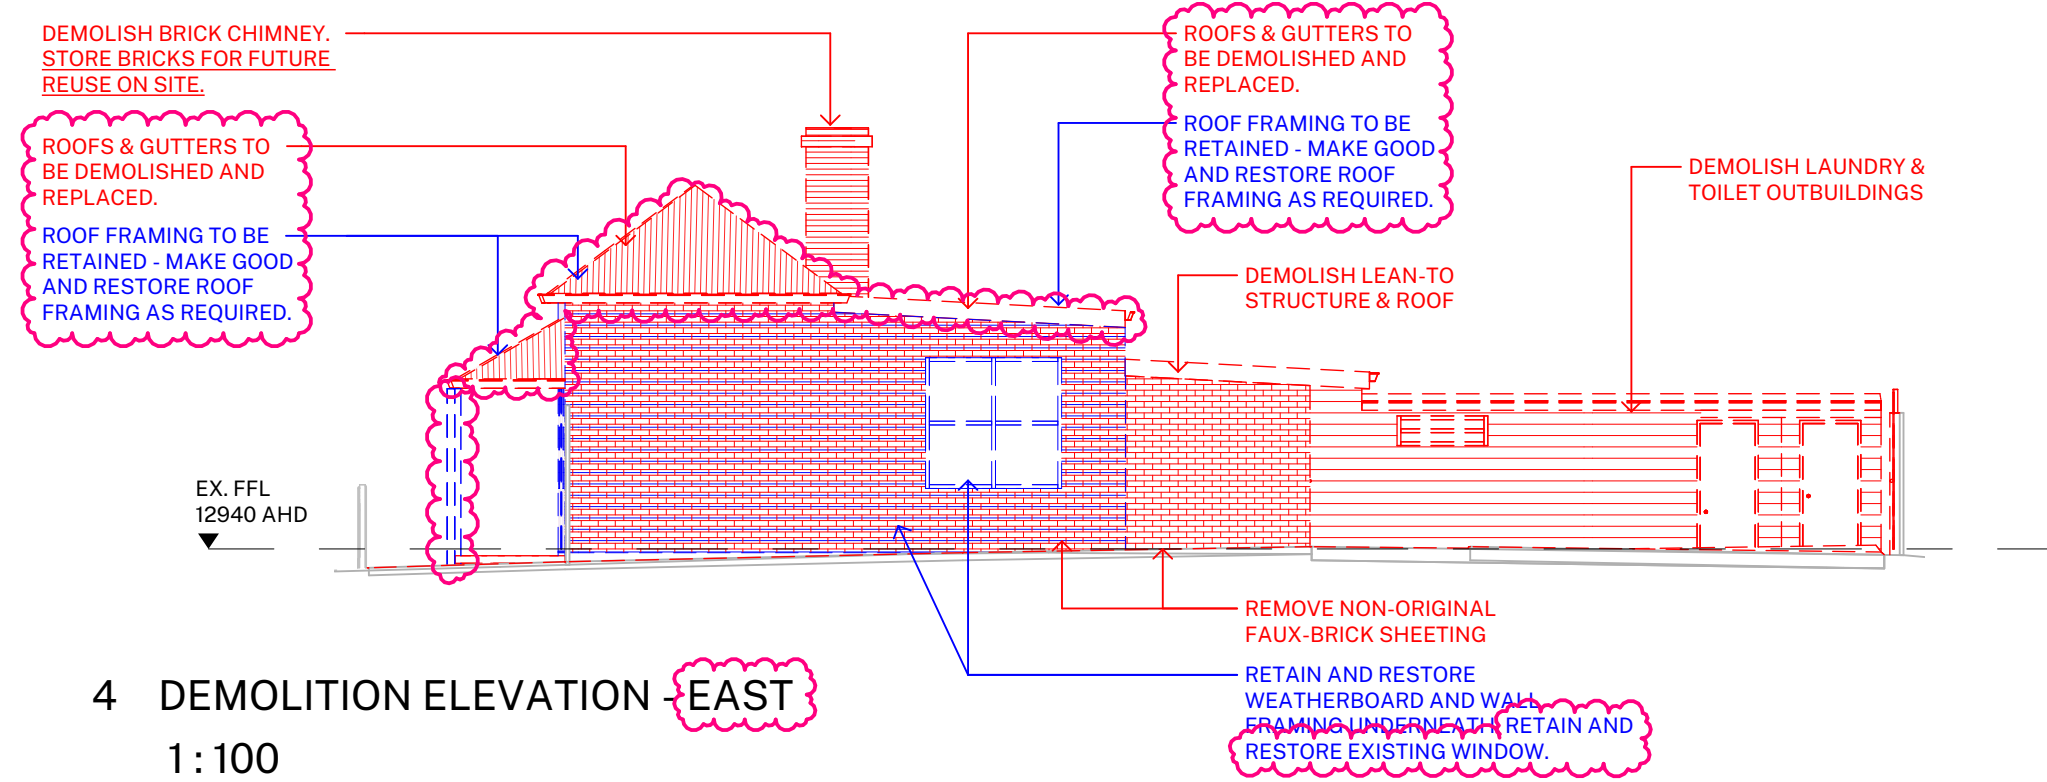 DEMOLISH BRICK CHIMNEY.
STORE BRICKS FOR FUTURE
REUSE ON SITE.
ROOFS & GUTTERS TO
BE DEMOLISHED AND
REPLACED.
ROOF FRAMING TO BE
RETAINED - MAKE GOOD
AND RESTORE ROOF
FRAMING AS REQUIRED.
ROOFS & GUTTERS TO
BE DEMOLISHED AND
REPLACED.
ROOF FRAMING TO BE
RETAINED - MAKE GOOD
AND RESTORE ROOF
FRAMING AS REQUIRED.
DEMOLISH LAUNDRY &
TOILET OUTBUILDINGS
DEMOLISH LEAN-TO
STRUCTURE & ROOF
EX. FFL
12940 AHD
REMOVE NON-ORIGINAL
FAUX-BRICK SHEETING
RETAIN AND RESTORE
WEATHERBOARD AND WALL
FRAMING UNDERNEATH. RETAIN AND
RESTORE EXISTING WINDOW.
4 DEMOLITION ELEVATION - EAST
1 : 100